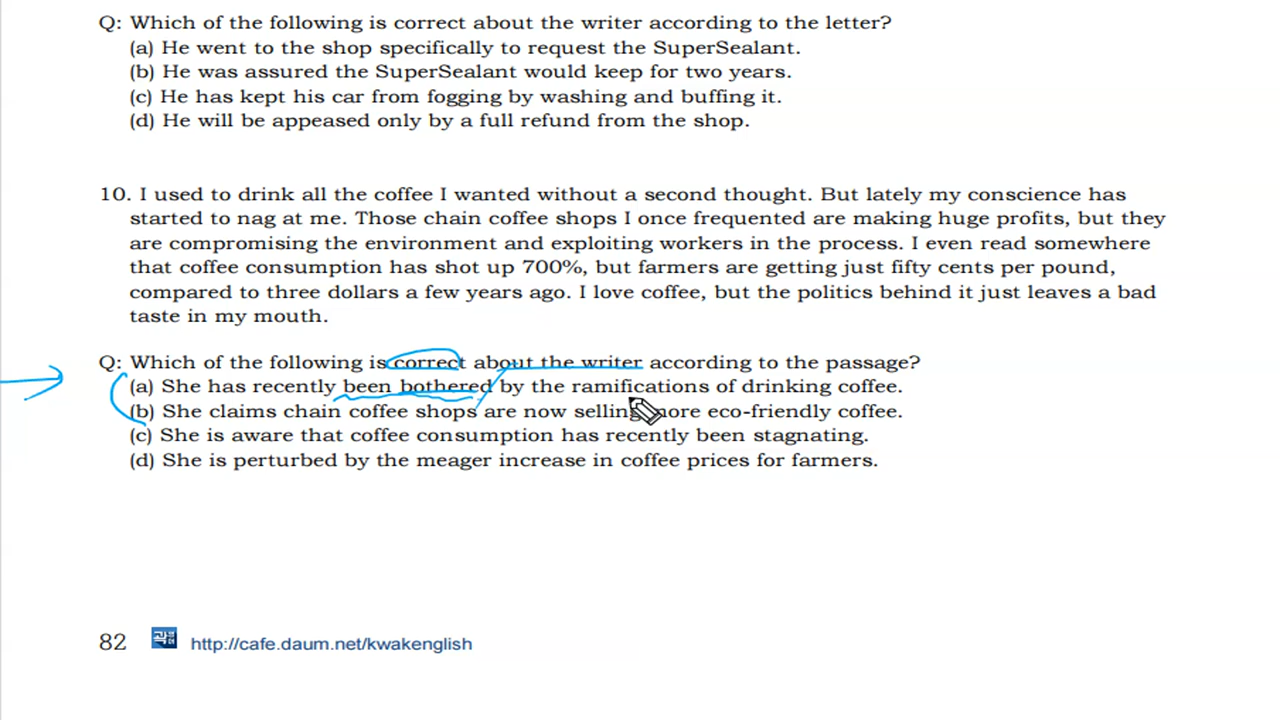 Q: Which of the following is correct about the writer according to the letter?
(a) He went to the shop specifically to request the SuperSealant.
(b) He was assured the SuperSealant would keep for two years.
(c) He has kept his car from fogging by washing and buffing it.
(d) He will be appeased only by a full refund from the shop.
10. I used to drink all the coffee I wanted without a second thought. But lately my conscience has
started to nag at me. Those chain coffee shops I once frequented are making huge profits, but they
are compromising the environment and exploiting workers in the process. I even read somewhere
that coffee consumption has shot up 700%, but farmers are getting just fifty cents per pound,
compared to three dollars a few years ago. I love coffee, but the politics behind it just leaves a bad
taste in my mouth.
Q: Which of the following is correct about the writer according to the passage?
(a) She has recently been bothered by the ramifications of drinking coffee.
(b) She claims chain coffee shops are now selling more eco-friendly coffee.
(c) She is aware that coffee consumption has recently been stagnating.
(d) She is perturbed by the meager increase in coffee prices for farmers.
82 http://cafe.daum.net/kwakenglish